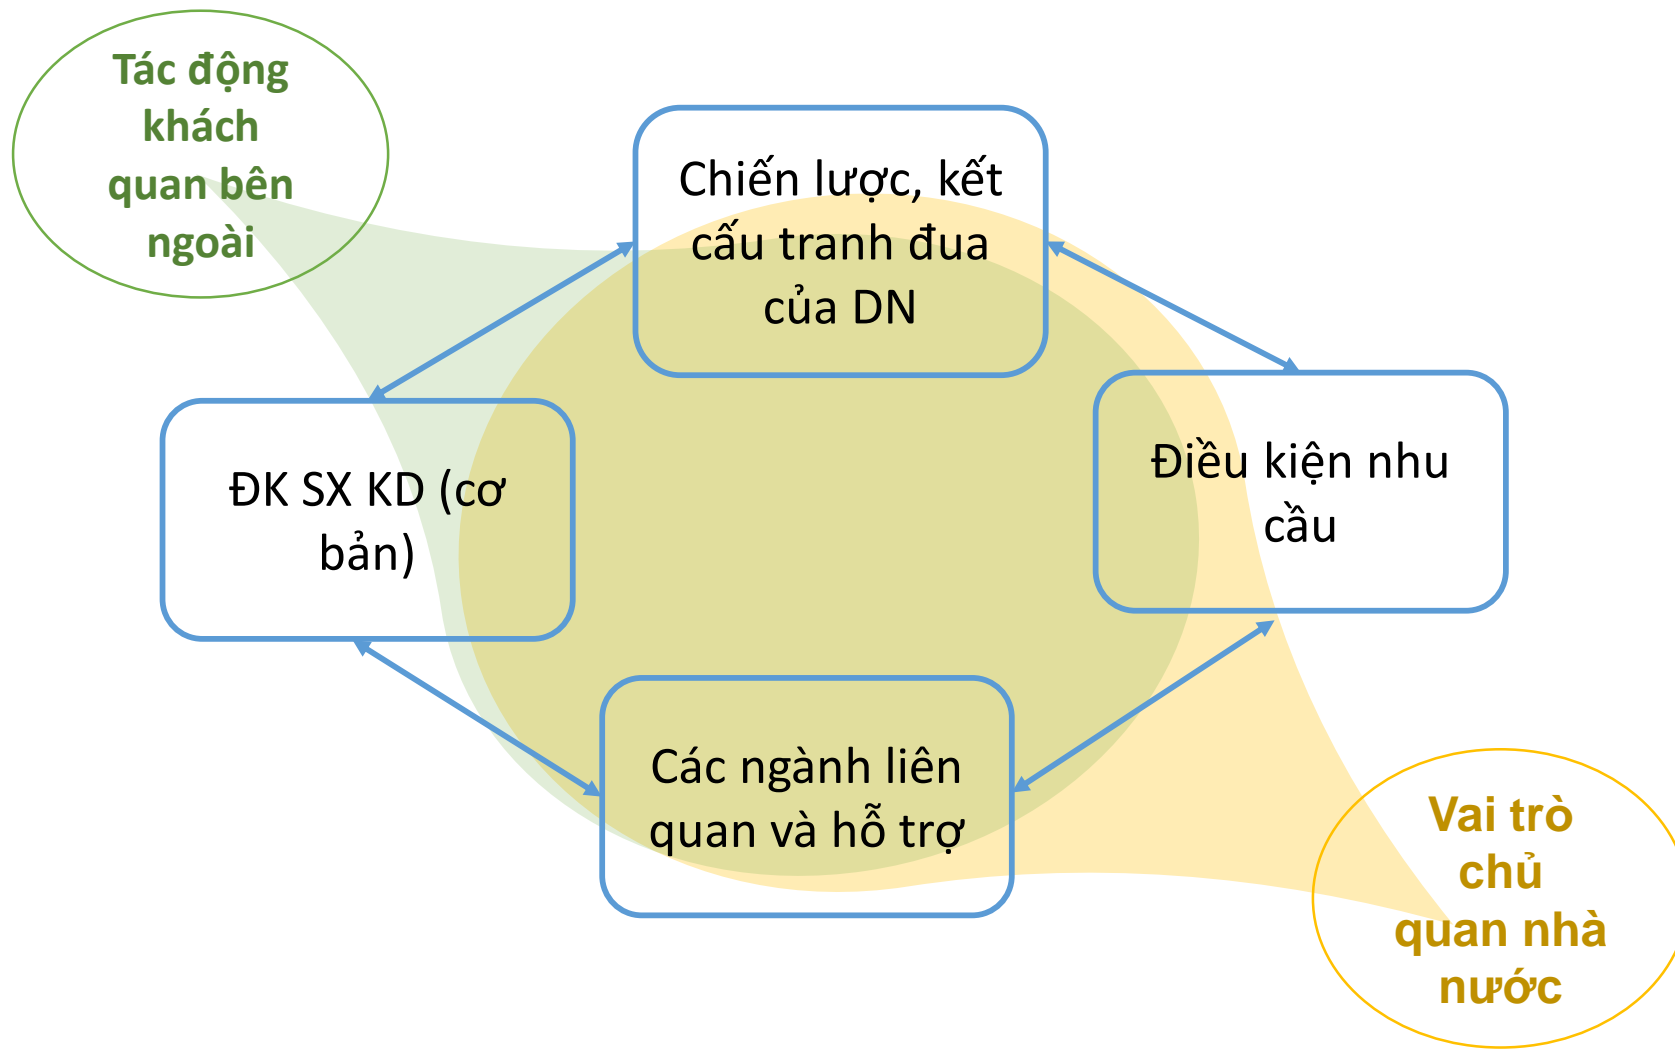 Tác động
khách
quan bên
ngoài
Chiến lược, kết
cấu tranh đua
của DN
ĐK SX KD (cơ
bản)
Điều kiện nhu
cầu
Các ngành liên
quan và hỗ trợ
Vai trò
chủ
quan nhà
nước